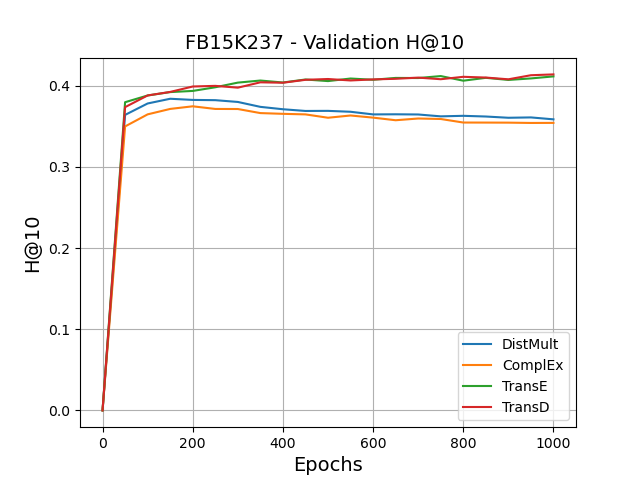 FB15K237 - Validation H@10
H@10
0.4
0.3
0.2
0.1
0.0
0 200 400 600 800 1000
Epochs
DistMult
ComplEx
TransE
TransD